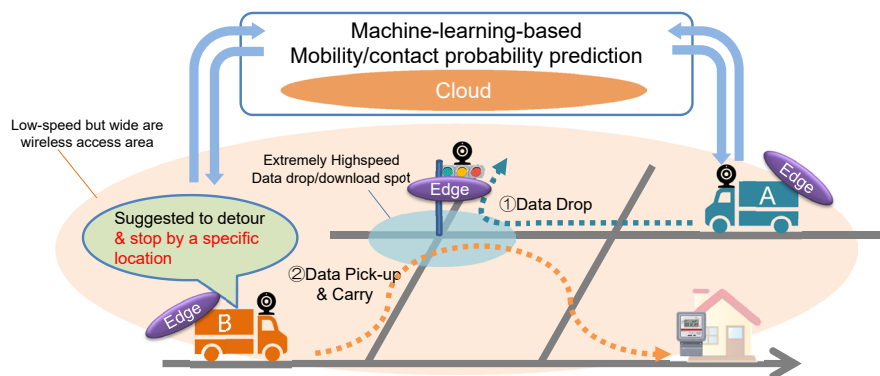 Machine-learning-based
Mobility/contact probability prediction
Cloud
Low-speed but wide are
wireless access area
Extremely Highspeed
Data drop/download spot
Edge
Edge
A
①Data Drop
Suggested to detour
& stop by a specific
location
②Data Pick-up
& Carry
Edge
B